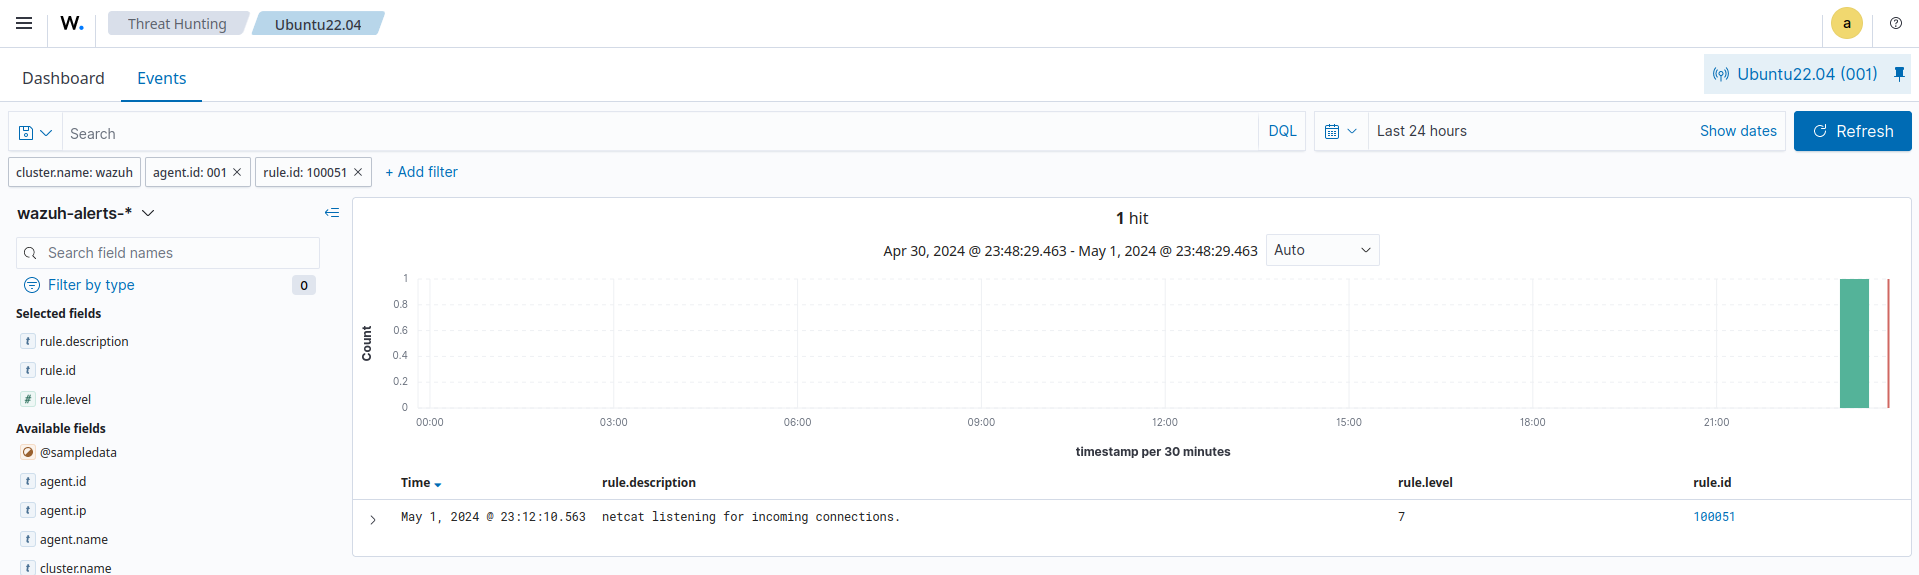 W. Threat Hunting Ubuntu22.04 a
Dashboard Events Ubuntu22.04 (001)
Search DQL Last 24 hours Show dates Refresh
cluster.name: wazuh agent.id: 001 × rule.id: 100051 × + Add filter
wazuh-alerts-*
Search field names
Filter by type 0
Selected fields
t rule.description
t rule.id
# rule.level
Available fields
@sampledata
t agent.id
t agent.ip
t agent.name
t cluster.name
1 hit
Apr 30, 2024 @ 23:48:29.463 - May 1, 2024 @ 23:48:29.463 Auto
Count
1
0.8
0.6
0.4
0.2
0
00:00 03:00 06:00 09:00 12:00 15:00 18:00 21:00
timestamp per 30 minutes
Time rule.description rule.level rule.id
May 1, 2024 @ 23:12:10.563 netcat listening for incoming connections. 7 100051